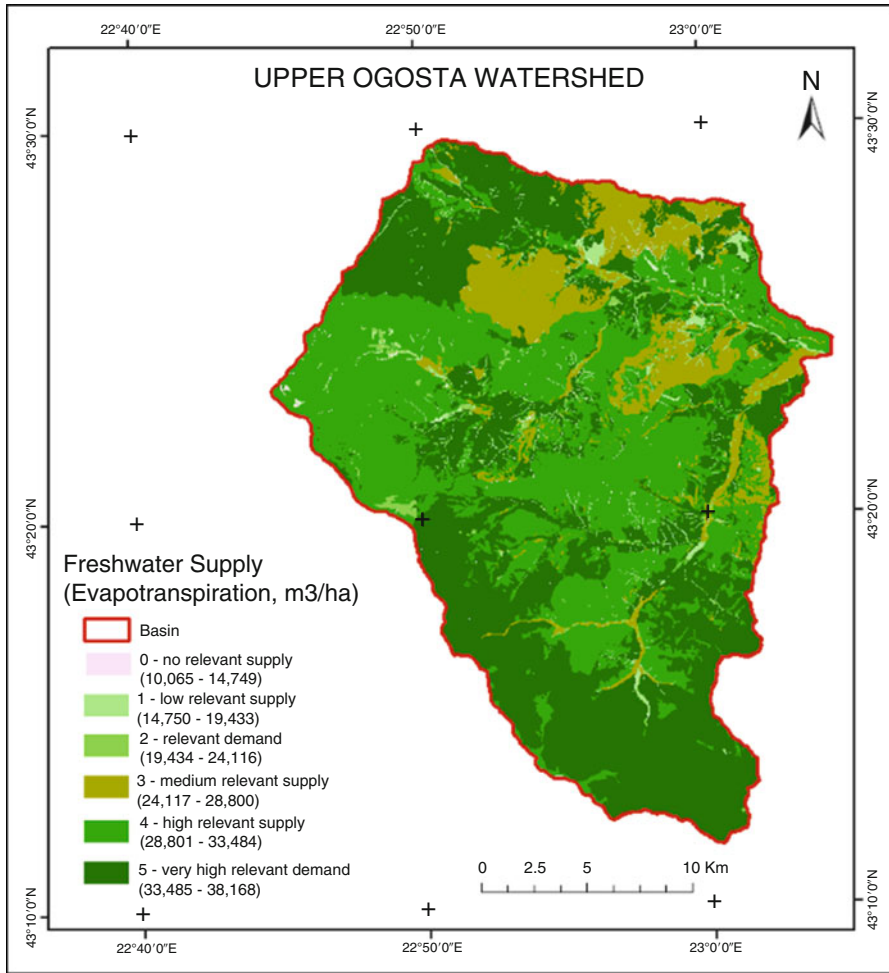 22°40′0″E 22°50′0″E 23°0′0″E
UPPER OGOSTA WATERSHED
N
43°30′0″N 43°30′0″N
43°20′0″N 43°20′0″N
Freshwater Supply
(Evapotranspiration, m3/ha)
Basin
0 - no relevant supply
(10,065 - 14,749)
1 - low relevant supply
(14,750 - 19,433)
2 - relevant demand
(19,434 - 24,116)
3 - medium relevant supply
(24,117 - 28,800)
4 - high relevant supply
(28,801 - 33,484)
5 - very high relevant demand
(33,485 - 38,168)
0 2.5 5 10 Km
43°10′0″N 43°10′0″N
22°40′0″E 22°50′0″E 23°0′0″E